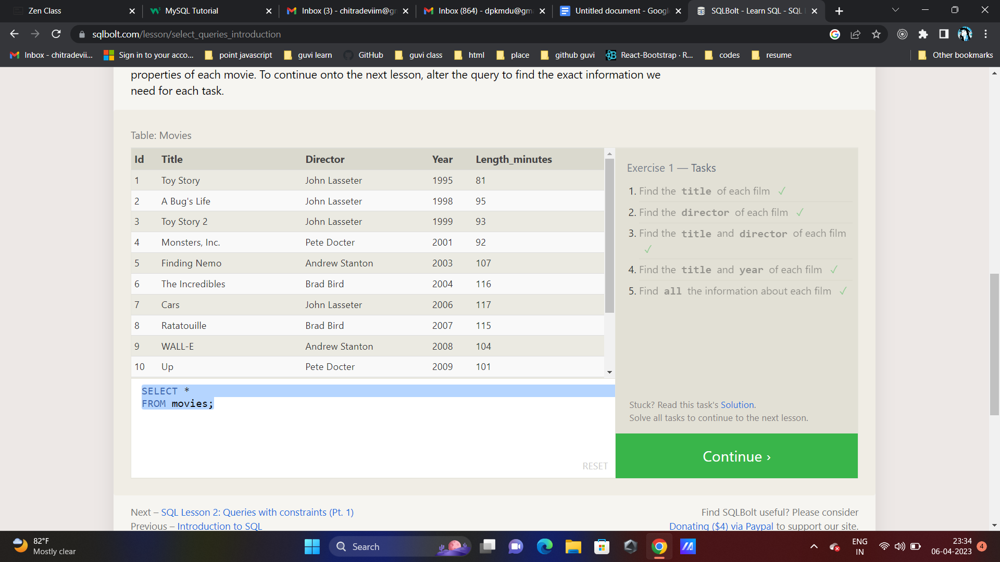 Zen Class
MySQL Tutorial
Inbox (3) - chitradeviim@gr
Inbox (864) - dpkmdu@gm
Untitled document - Google
SQLBolt - Learn SQL - SQL
sqlbolt.com/lesson/select_queries_introduction
Inbox - chitradevii...
Sign in to your acco...
point javascript
guvi learn
GitHub
guvi class
html
place
github guvi
React-Bootstrap · R...
codes
resume
Other bookmarks
properties of each movie. To continue onto the next lesson, alter the query to find the exact information we
need for each task.
Table: Movies
Id Title Director Year Length_minutes
1 Toy Story John Lasseter 1995 81
2 A Bug's Life John Lasseter 1998 95
3 Toy Story 2 John Lasseter 1999 93
4 Monsters, Inc. Pete Docter 2001 92
5 Finding Nemo Andrew Stanton 2003 107
6 The Incredibles Brad Bird 2004 116
7 Cars John Lasseter 2006 117
8 Ratatouille Brad Bird 2007 115
9 WALL-E Andrew Stanton 2008 104
10 Up Pete Docter 2009 101
SELECT *
FROM movies;
RESET
Exercise 1 — Tasks
1. Find the title of each film ✓
2. Find the director of each film ✓
3. Find the title and director of each film
✓
4. Find the title and year of each film ✓
5. Find all the information about each film ✓
Stuck? Read this task's Solution.
Solve all tasks to continue to the next lesson.
Continue ›
Next – SQL Lesson 2: Queries with constraints (Pt. 1)
Previous – Introduction to SQL
Find SQLBolt useful? Please consider
Donating ($4) via Paypal to support our site.
82°F
Mostly clear
Search
ENG
IN
23:34
06-04-2023
4